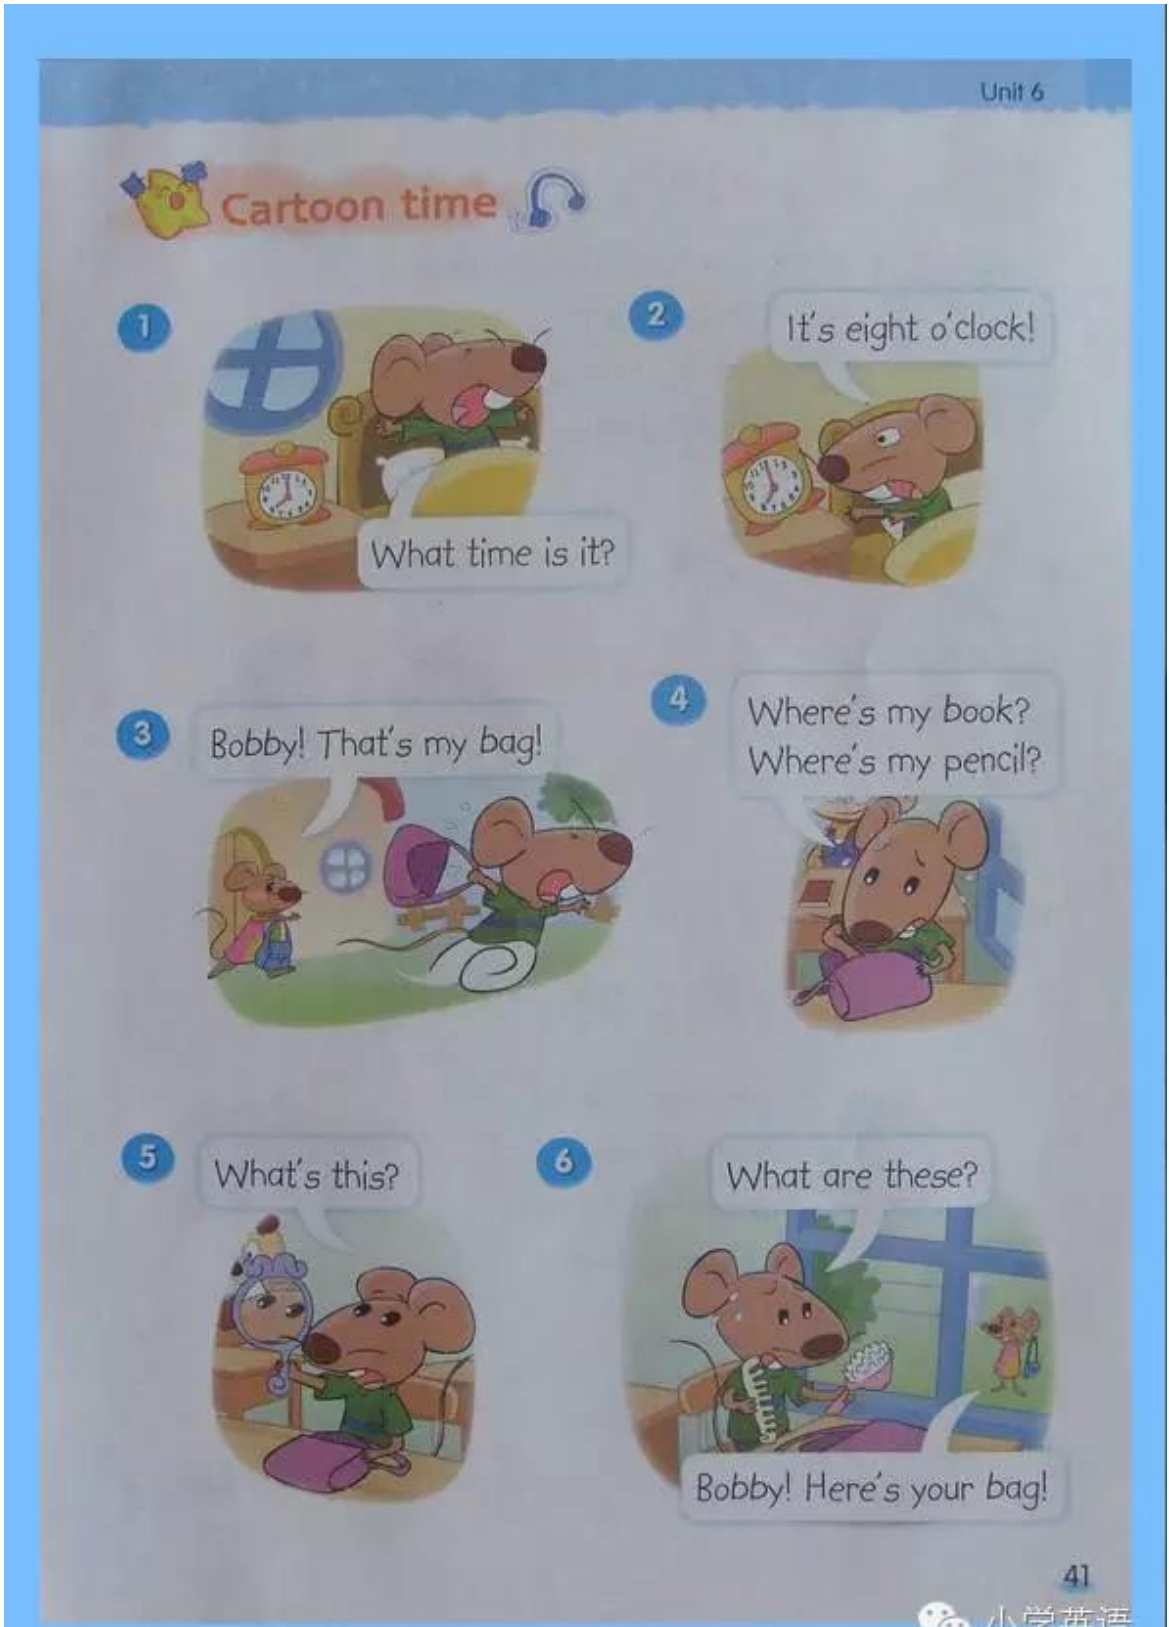 Unit 6
Cartoon time
1
What time is it?
2
It's eight o'clock!
3
Bobby! That's my bag!
4
Where's my book?
Where's my pencil?
5
What's this?
6
What are these?
Bobby! Here's your bag!
41
小学英语